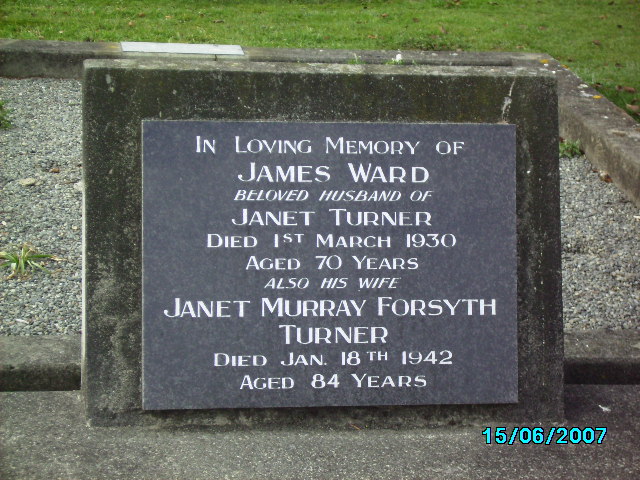 In Loving Memory of
James Ward
BELOVED HUSBAND OF
Janet Turner
Died 1st March 1930
Aged 70 Years
ALSO HIS WIFE
Janet Murray Forsyth
Turner
Died Jan. 18th 1942
Aged 84 Years
15/06/2007